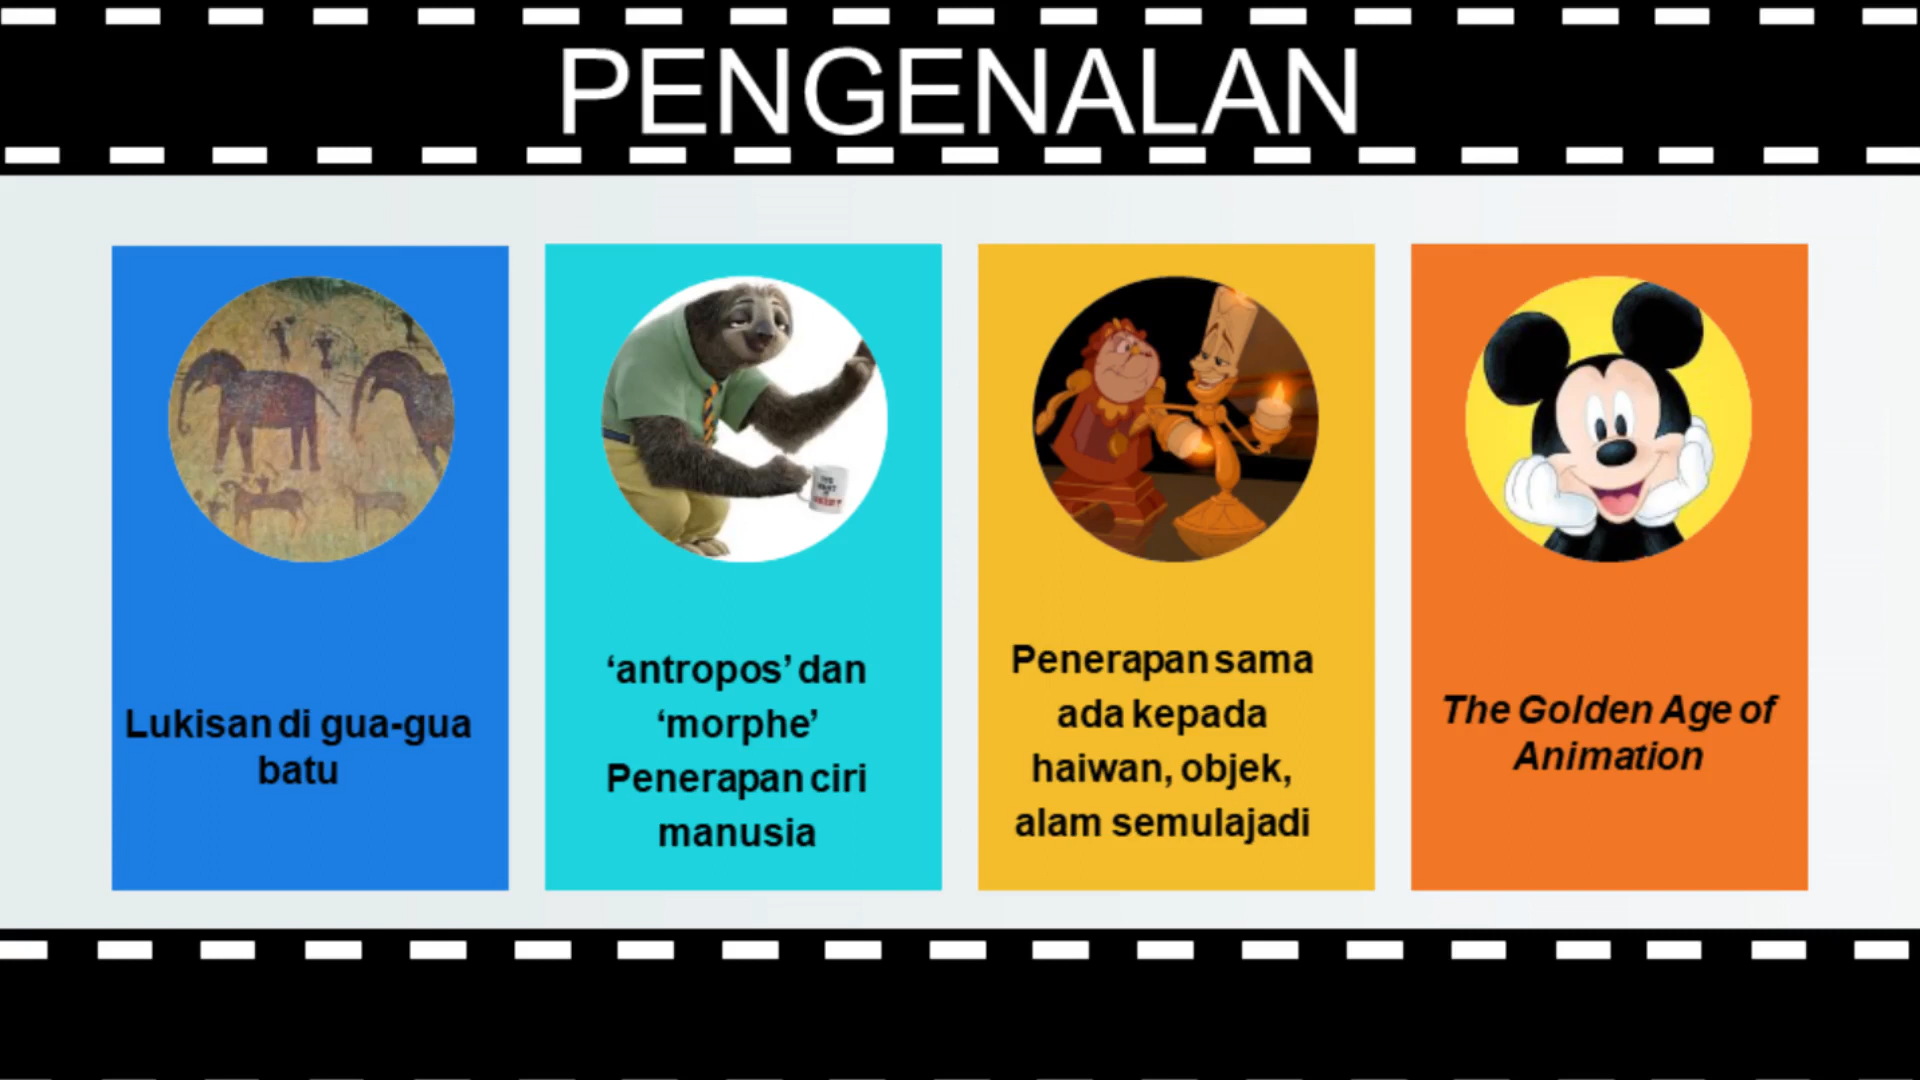 PENGENALAN
Lukisan di gua-gua
batu
‘antropos’ dan
‘morphe’
Penerapan ciri
manusia
Penerapan sama
ada kepada
haiwan, objek,
alam semulajadi
The Golden Age of
Animation